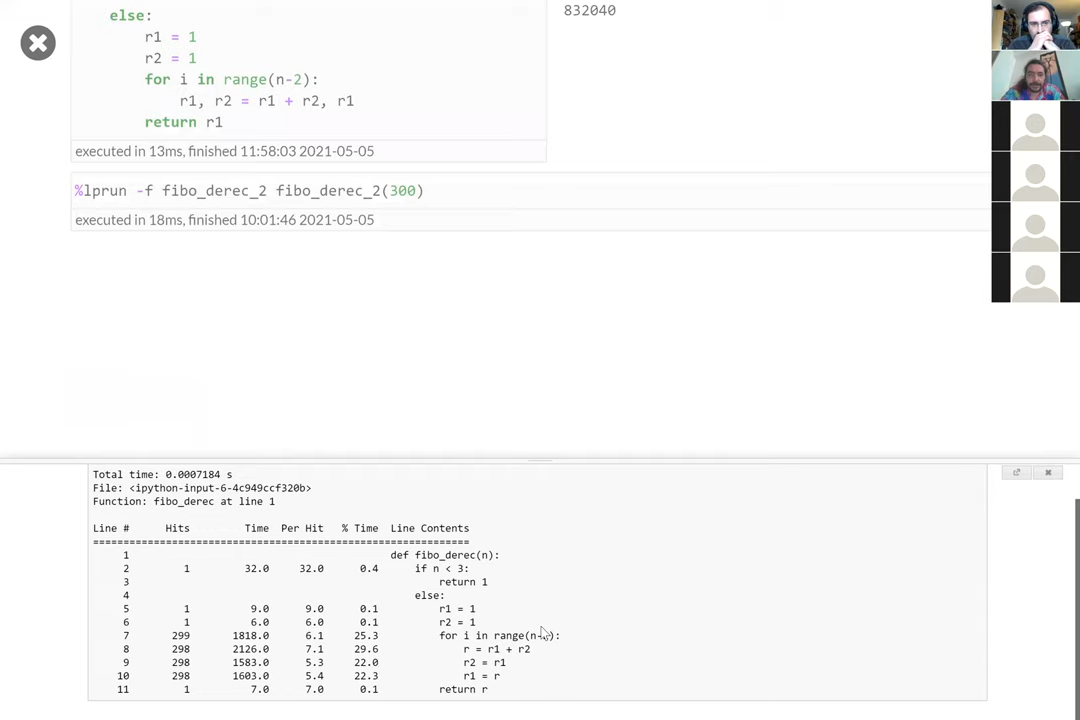 else:
832040
r1 = 1
r2 = 1
for i in range(n-2):
r1, r2 = r1 + r2, r1
return r1
executed in 13ms, finished 11:58:03 2021-05-05
%lprun -f fibo_derec_2 fibo_derec_2(300)
executed in 18ms, finished 10:01:46 2021-05-05
Total time: 0.0007184 s
File: <ipython-input-6-4c949ccf320b>
Function: fibo_derec at line 1
Line # Hits Time Per Hit % Time Line Contents
==============================================================
1 def fibo_derec(n):
2 1 32.0 32.0 0.4 if n < 3:
3 return 1
4 else:
5 1 9.0 9.0 0.1 r1 = 1
6 1 6.0 6.0 0.1 r2 = 1
7 299 1818.0 6.1 25.3 for i in range(n-):
8 298 2126.0 7.1 29.6 r = r1 + r2
9 298 1583.0 5.3 22.0 r2 = r1
10 298 1603.0 5.4 22.3 r1 = r
11 1 7.0 7.0 0.1 return r